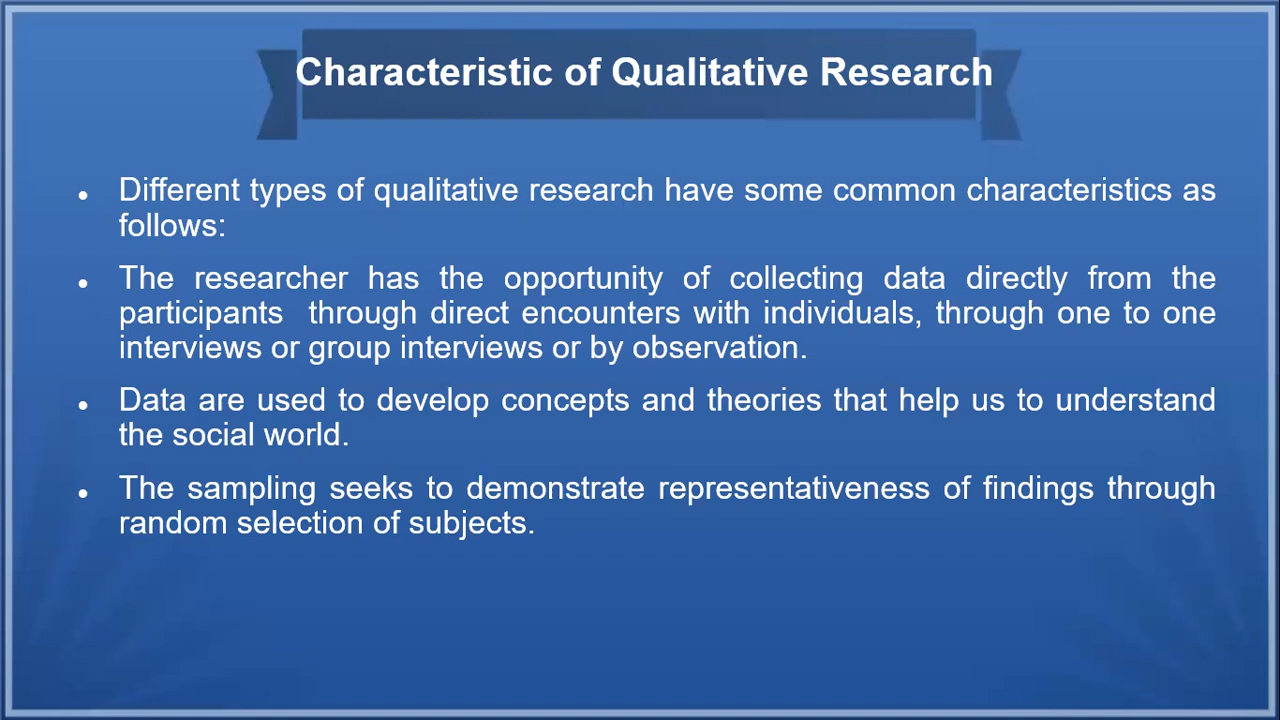 Characteristic of Qualitative Research
• Different types of qualitative research have some common characteristics as
follows:
• The researcher has the opportunity of collecting data directly from the
participants through direct encounters with individuals, through one to one
interviews or group interviews or by observation.
• Data are used to develop concepts and theories that help us to understand
the social world.
• The sampling seeks to demonstrate representativeness of findings through
random selection of subjects.